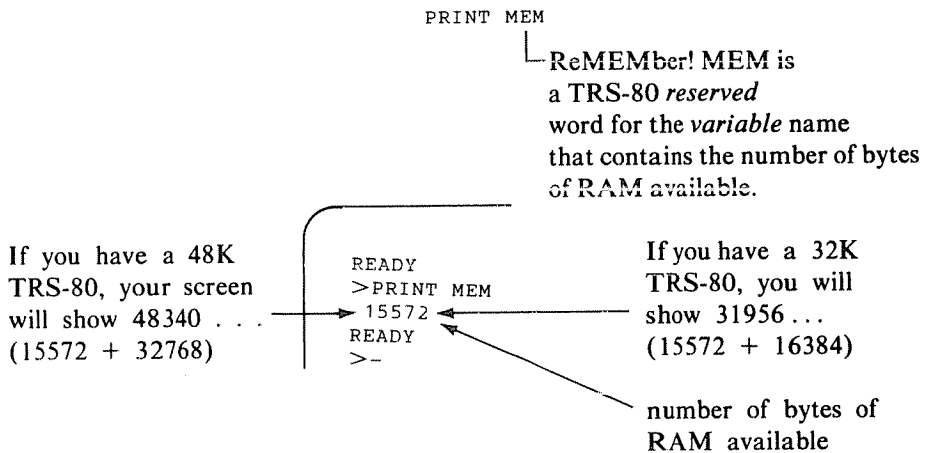 PRINT MEM
ReMEMber! MEM is
a TRS-80 reserved
word for the variable name
that contains the number of bytes
of RAM available.
If you have a 48K
TRS-80, your screen
will show 48340 . . .
(15572 + 32768)
READY
>PRINT MEM
15572
READY
>–
If you have a 32K
TRS-80, you will
show 31956 . . .
(15572 + 16384)
number of bytes of
RAM available